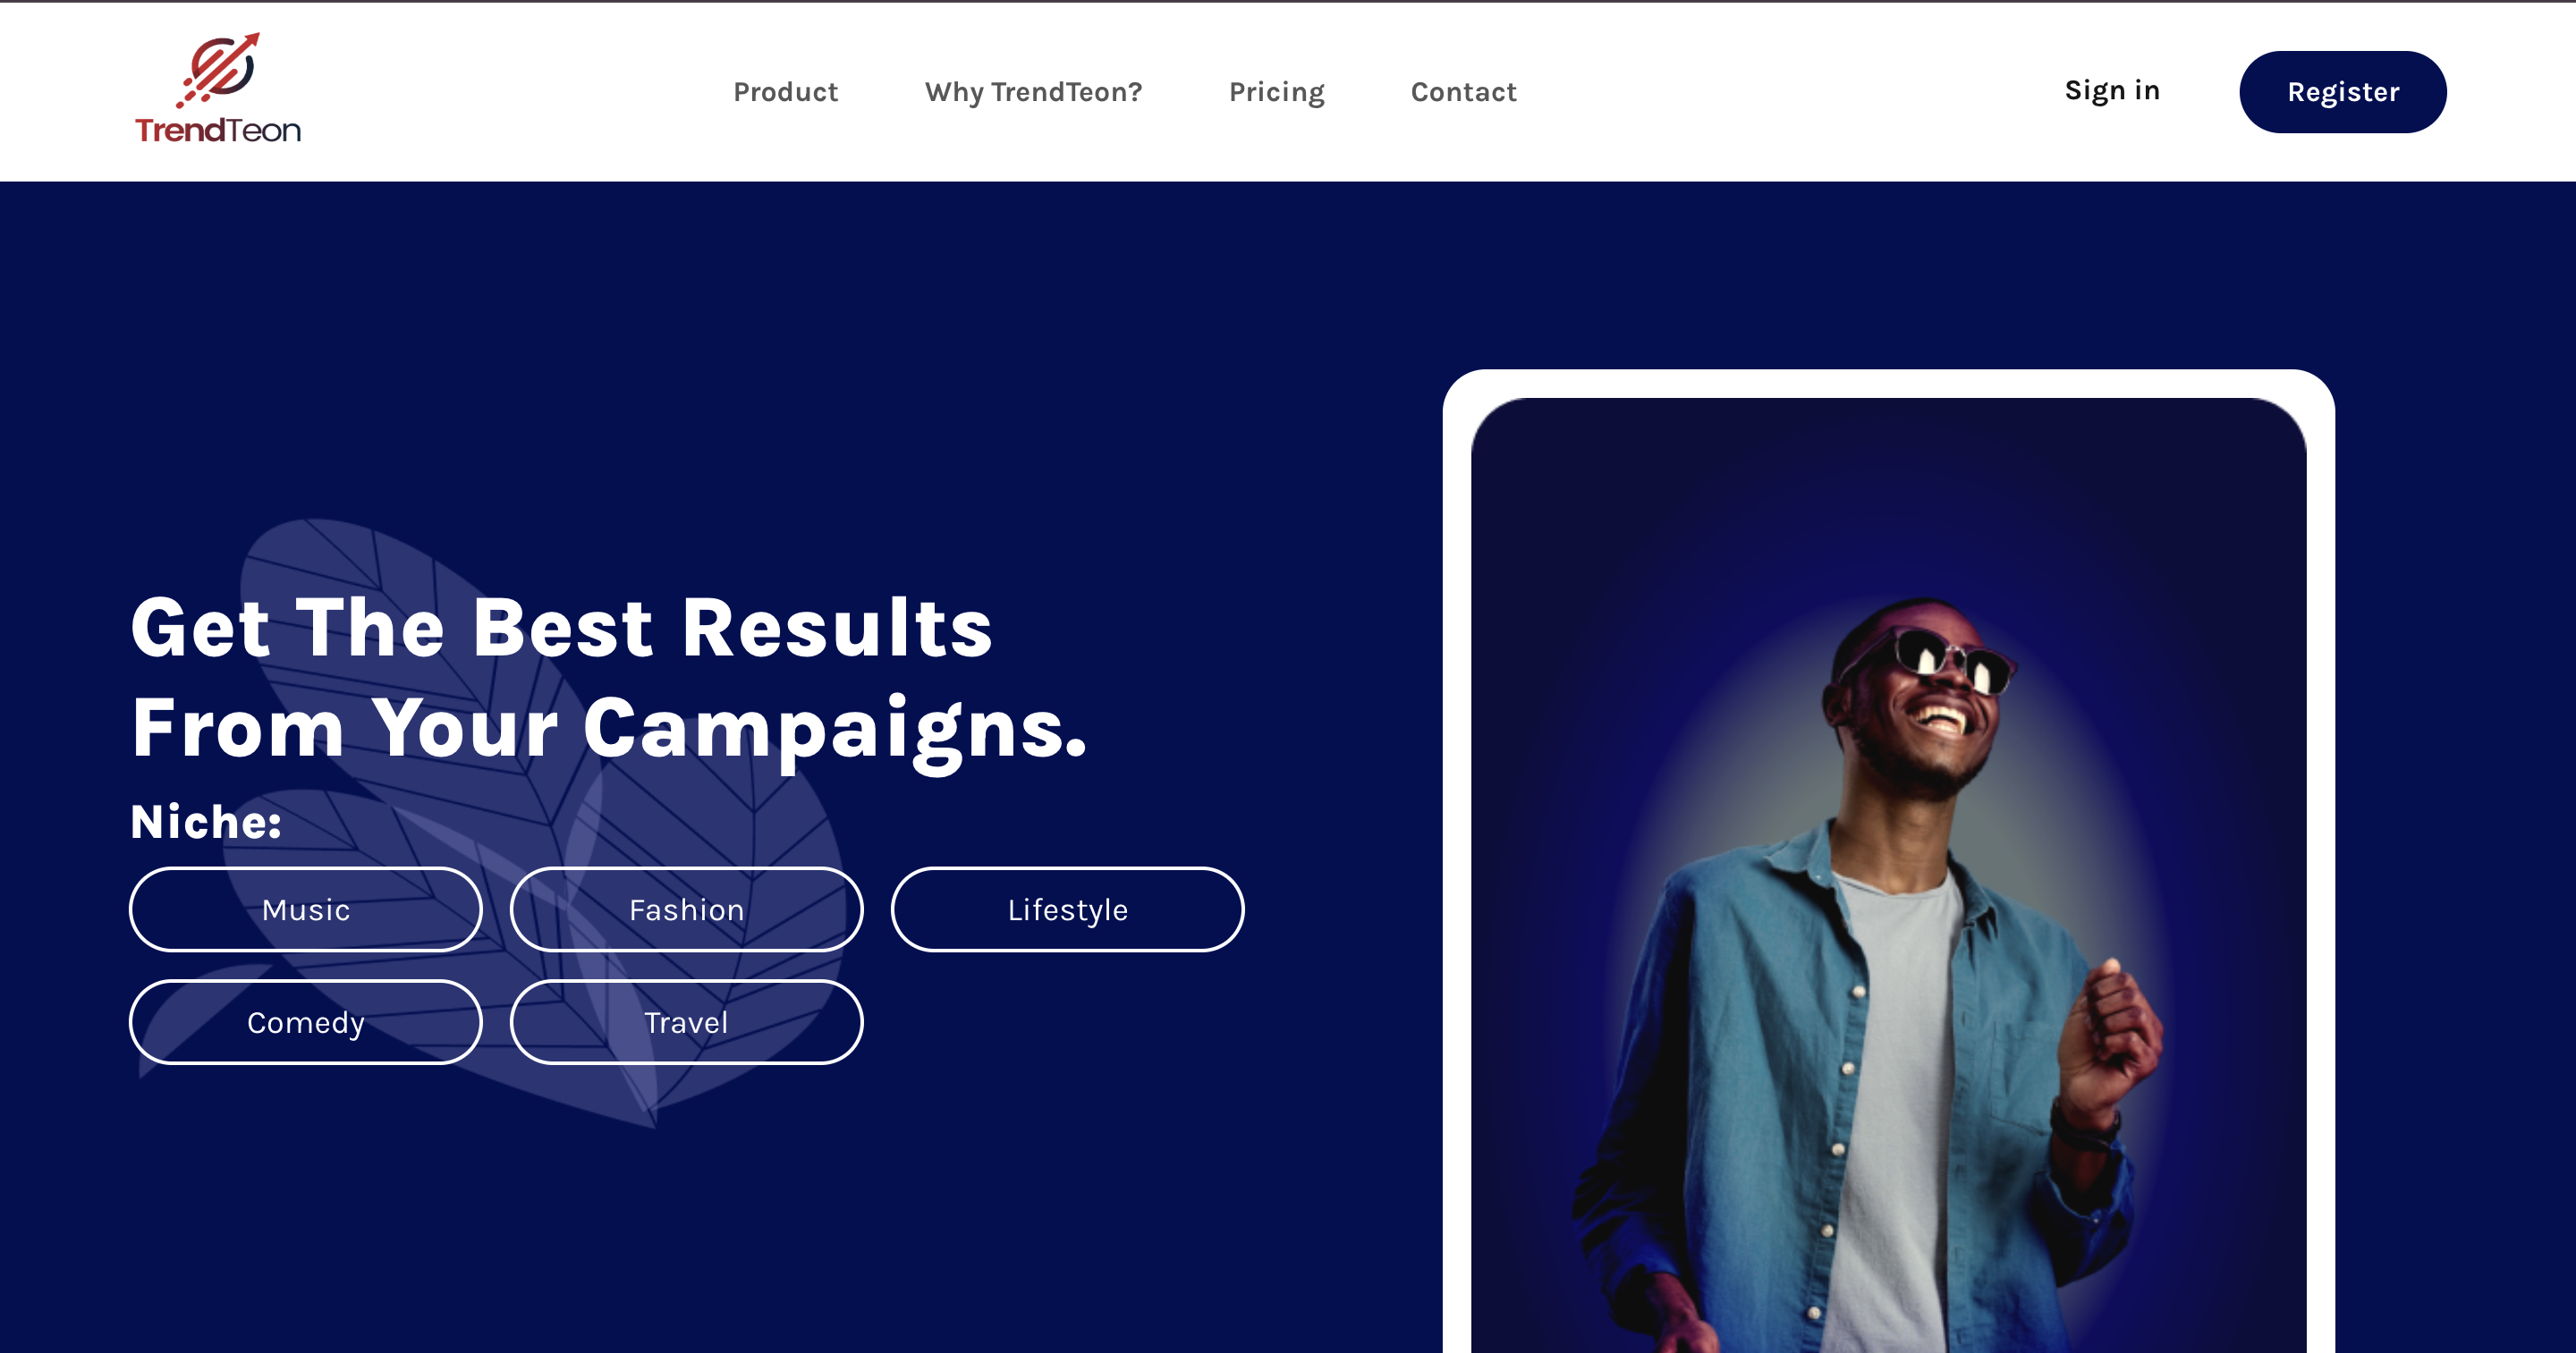 TrendTeon
Product
Why TrendTeon?
Pricing
Contact
Sign in
Register
Get The Best Results
From Your Campaigns.
Niche:
Music
Fashion
Lifestyle
Comedy
Travel